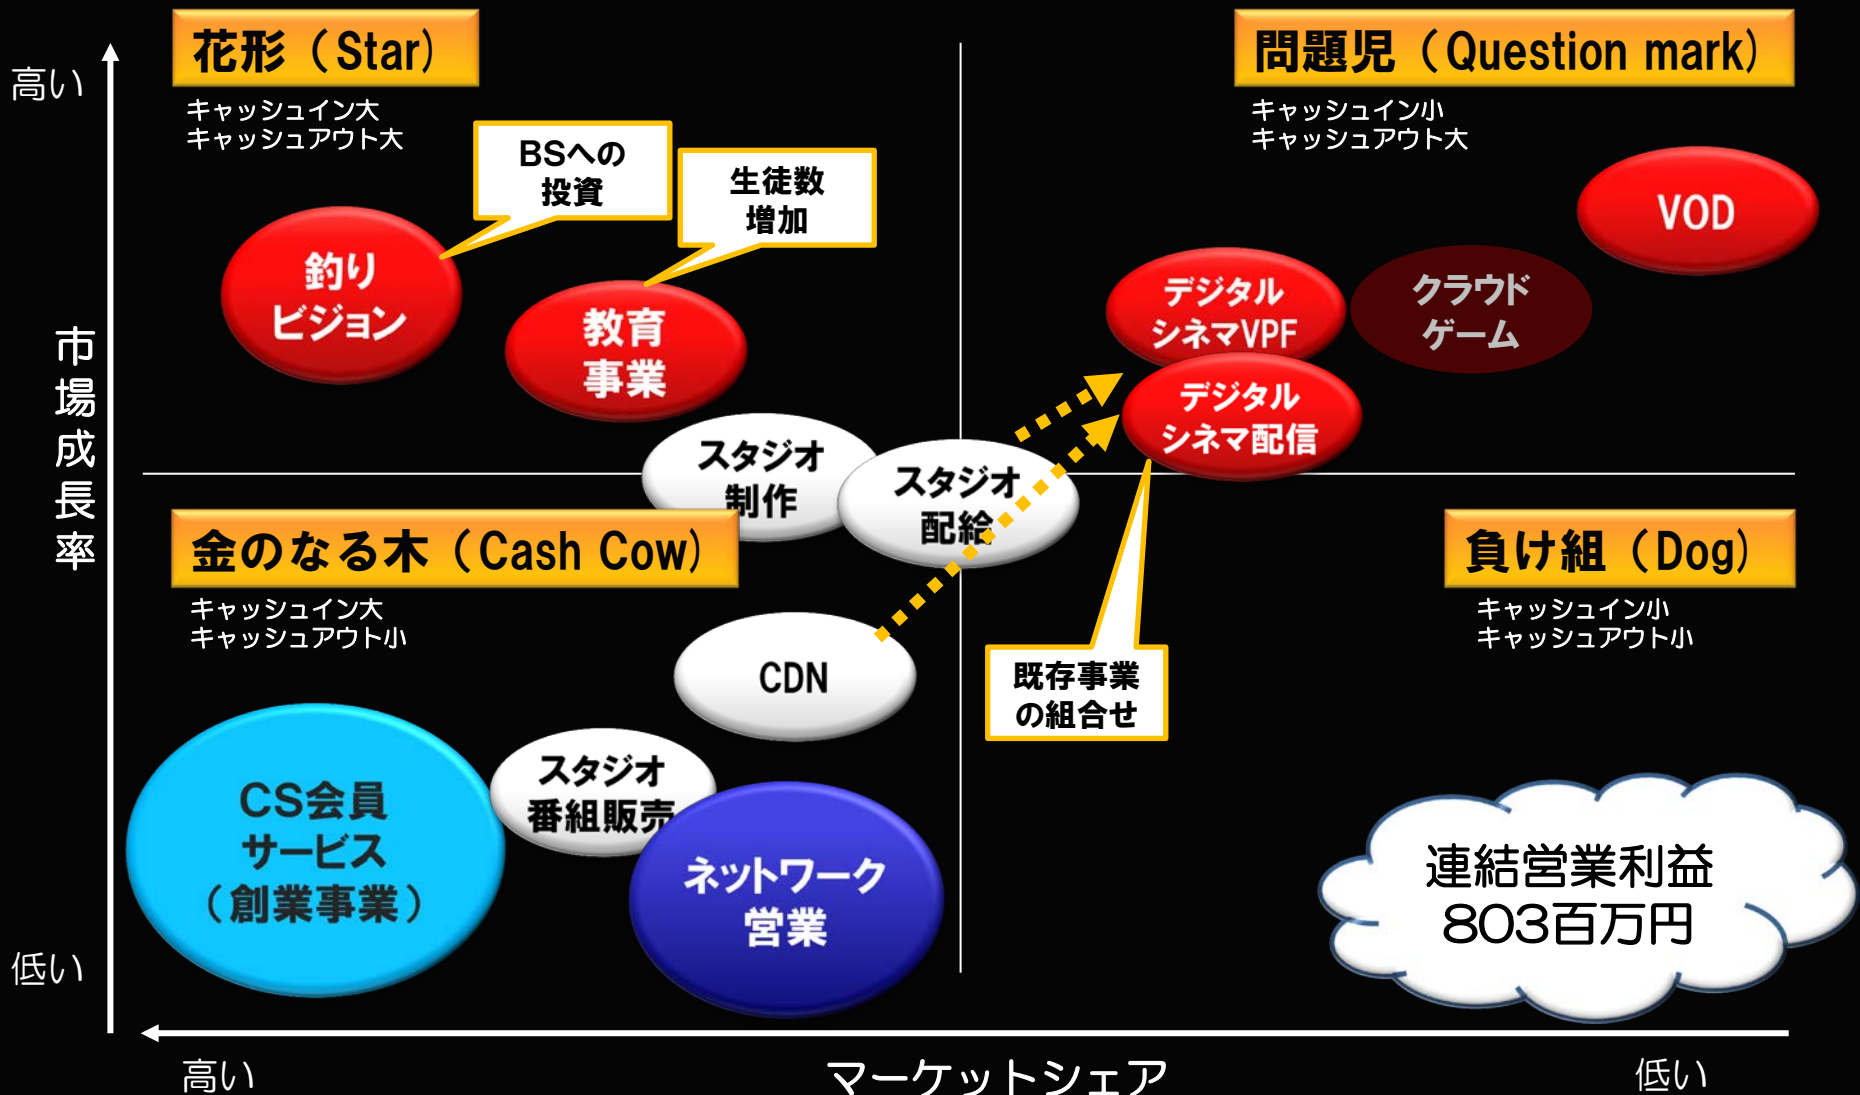 花形（Star）
キャッシュイン大
キャッシュアウト大
問題児（Question mark）
キャッシュイン小
キャッシュアウト大
高い
市場成長率
低い
BSへの
投資
生徒数
増加
釣り
ビジョン
教育
事業
VOD
デジタル
シネマVPF
クラウド
ゲーム
デジタル
シネマ配信
スタジオ
制作
スタジオ
配給
金のなる木（Cash Cow）
キャッシュイン大
キャッシュアウト小
負け組（Dog）
キャッシュイン小
キャッシュアウト小
CDN
既存事業
の組合せ
CS会員
サービス
（創業事業）
スタジオ
番組販売
ネットワーク
営業
連結営業利益
803百万円
高い
マーケットシェア
低い